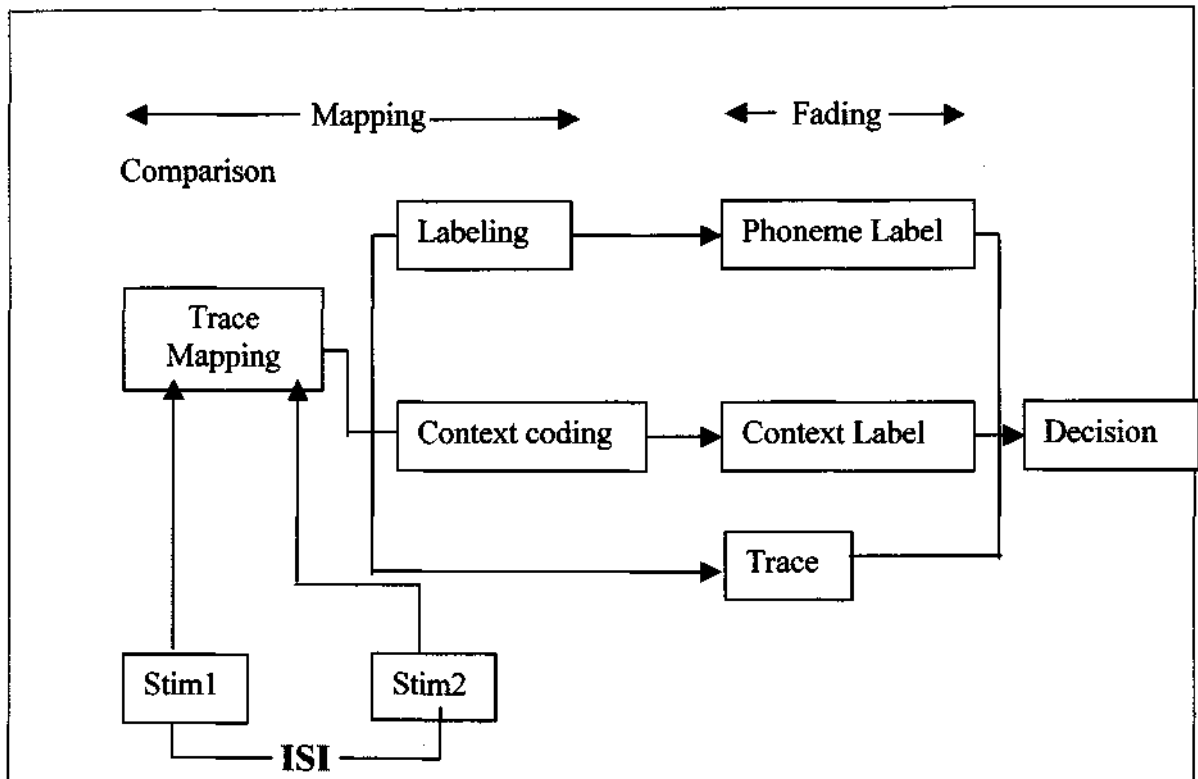 Mapping
Fading
Comparison
Labeling
Phoneme Label
Trace
Mapping
Context coding
Context Label
Decision
Trace
Stim1
Stim2
ISI